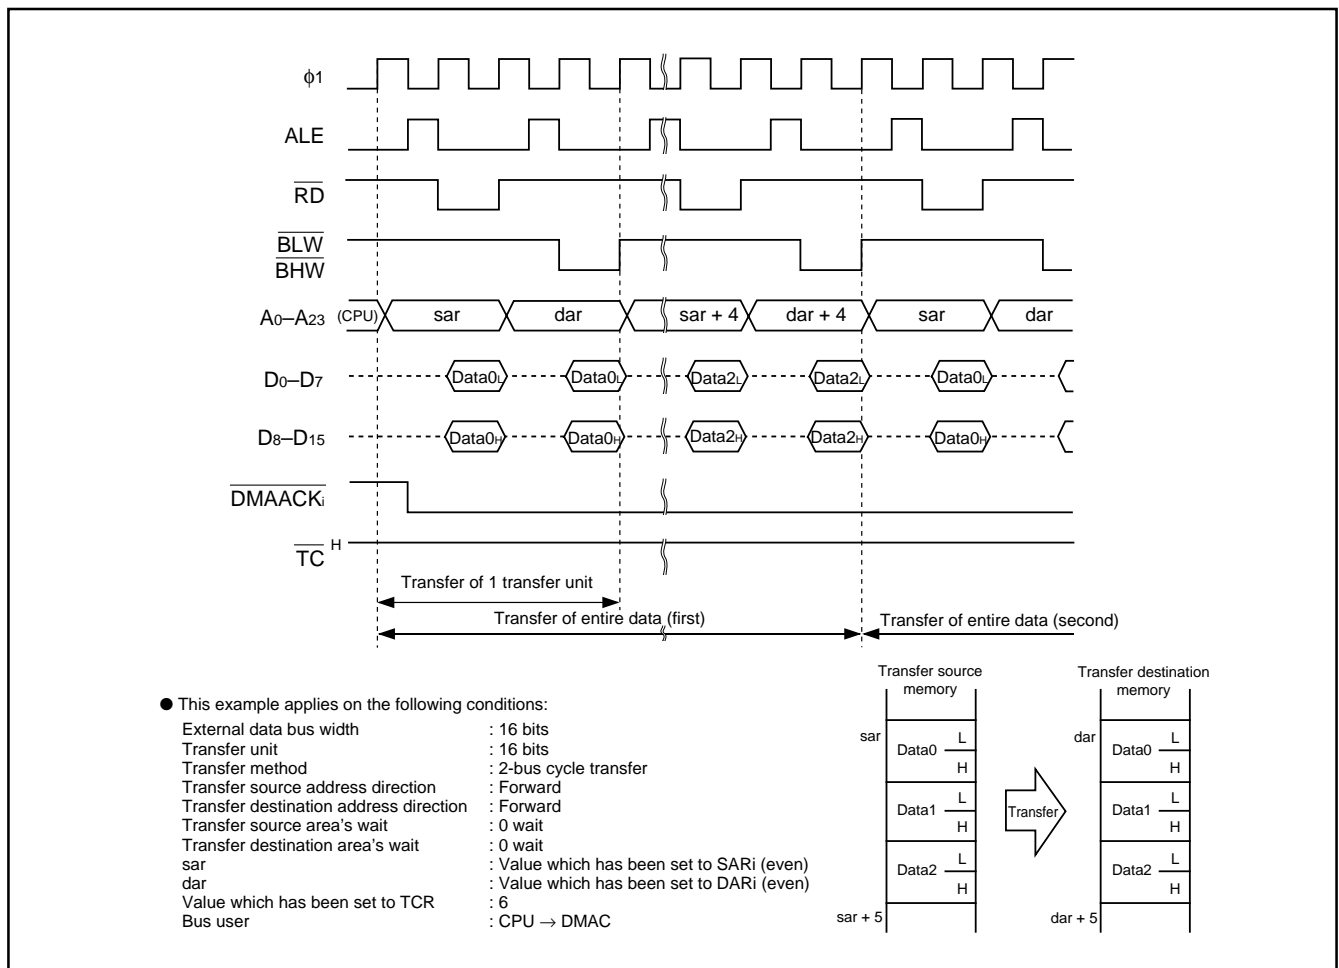 ϕ1
ALE
RD
BLW
BHW
A0–A23 (CPU) sar dar sar + 4 dar + 4 sar dar
D0–D7 Data0L Data0L Data2L Data2L Data0L
D8–D15 Data0H Data0H Data2H Data2H Data0H
DMAACKi
TC H
Transfer of 1 transfer unit
Transfer of entire data (first) Transfer of entire data (second)
● This example applies on the following conditions:
External data bus width : 16 bits
Transfer unit : 16 bits
Transfer method : 2-bus cycle transfer
Transfer source address direction : Forward
Transfer destination address direction : Forward
Transfer source area's wait : 0 wait
Transfer destination area's wait : 0 wait
sar : Value which has been set to SARi (even)
dar : Value which has been set to DARi (even)
Value which has been set to TCR : 6
Bus user : CPU → DMAC
Transfer source
memory
sar
Data0 L
H
Data1 L
H
Data2 L
H
sar + 5
Transfer
Transfer destination
memory
dar
Data0 L
H
Data1 L
H
Data2 L
H
dar + 5